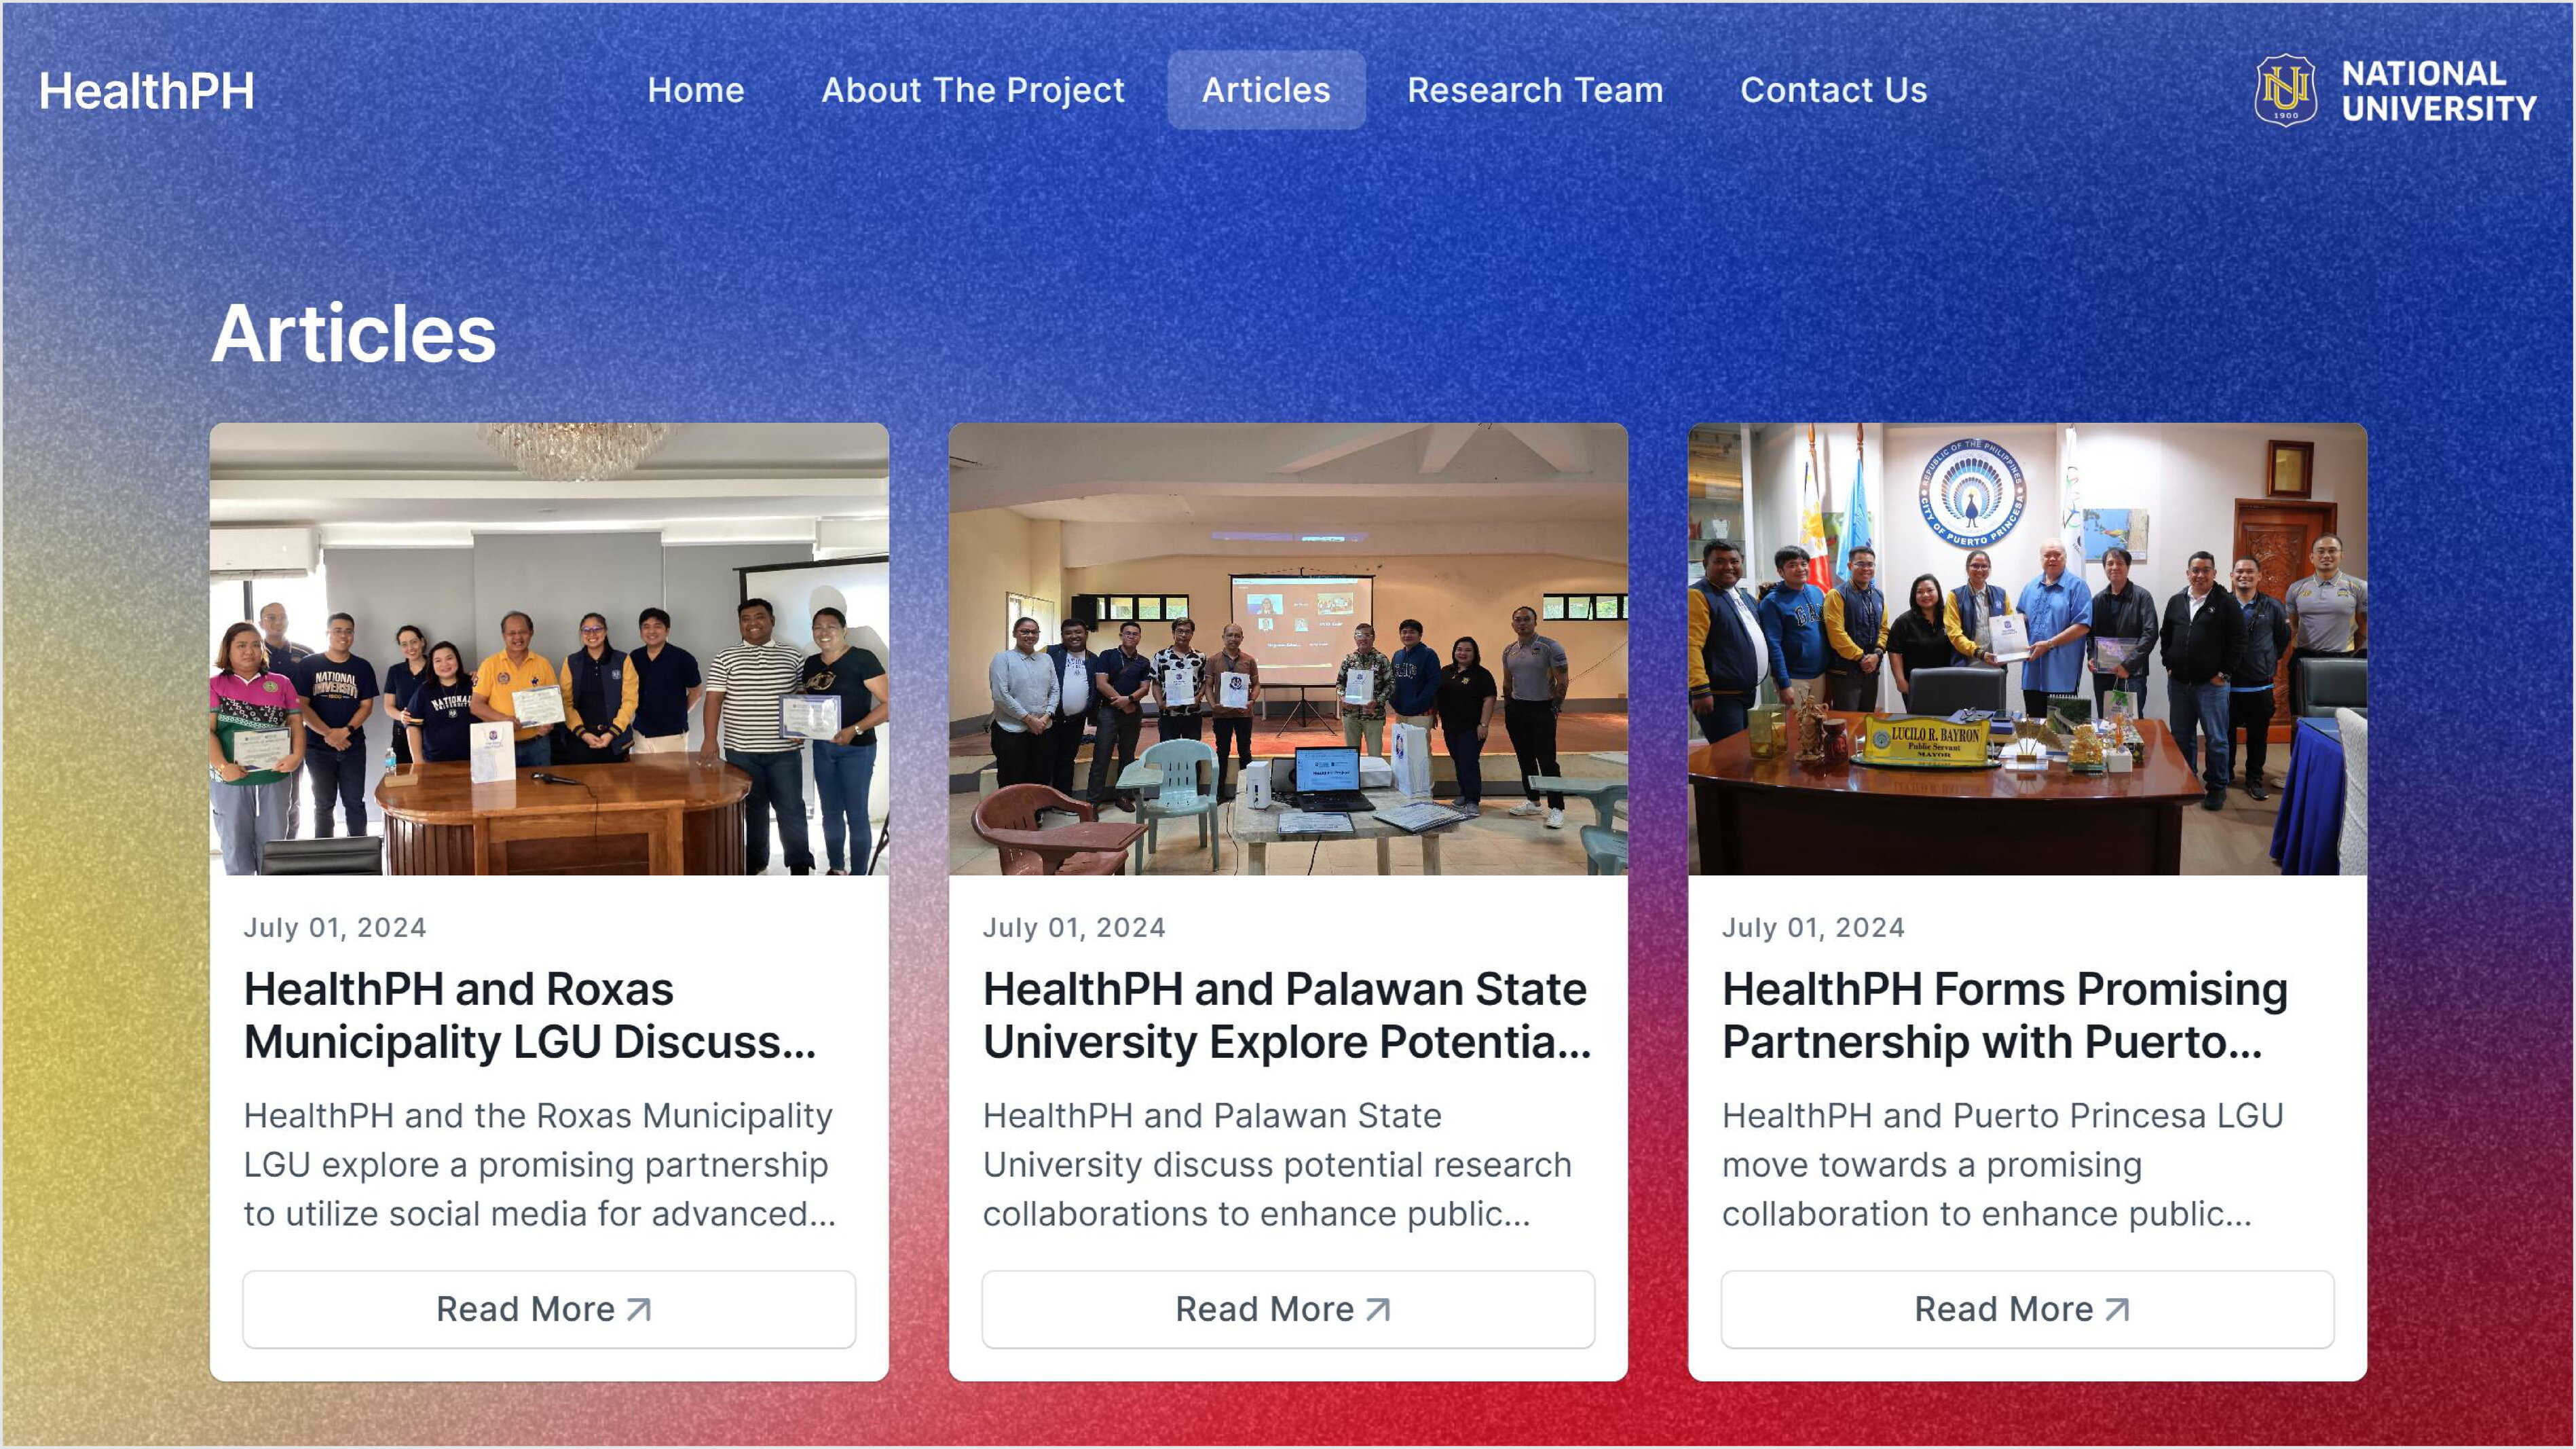 HealthPH
Home
About The Project
Articles
Research Team
Contact Us
1900
NATIONAL
UNIVERSITY
Articles
NATIONAL
UNIVERSITY
NATIONAL
REPUBLIC OF THE PHILIPPINES
CITY OF PUERTO PRINCESA
LUCILO R. BAYRON
Public Servant
MAYOR
July 01, 2024
HealthPH and Roxas
Municipality LGU Discuss...
HealthPH and the Roxas Municipality
LGU explore a promising partnership
to utilize social media for advanced...
Read More
July 01, 2024
HealthPH and Palawan State
University Explore Potentia...
HealthPH and Palawan State
University discuss potential research
collaborations to enhance public...
Read More
July 01, 2024
HealthPH Forms Promising
Partnership with Puerto...
HealthPH and Puerto Princesa LGU
move towards a promising
collaboration to enhance public...
Read More